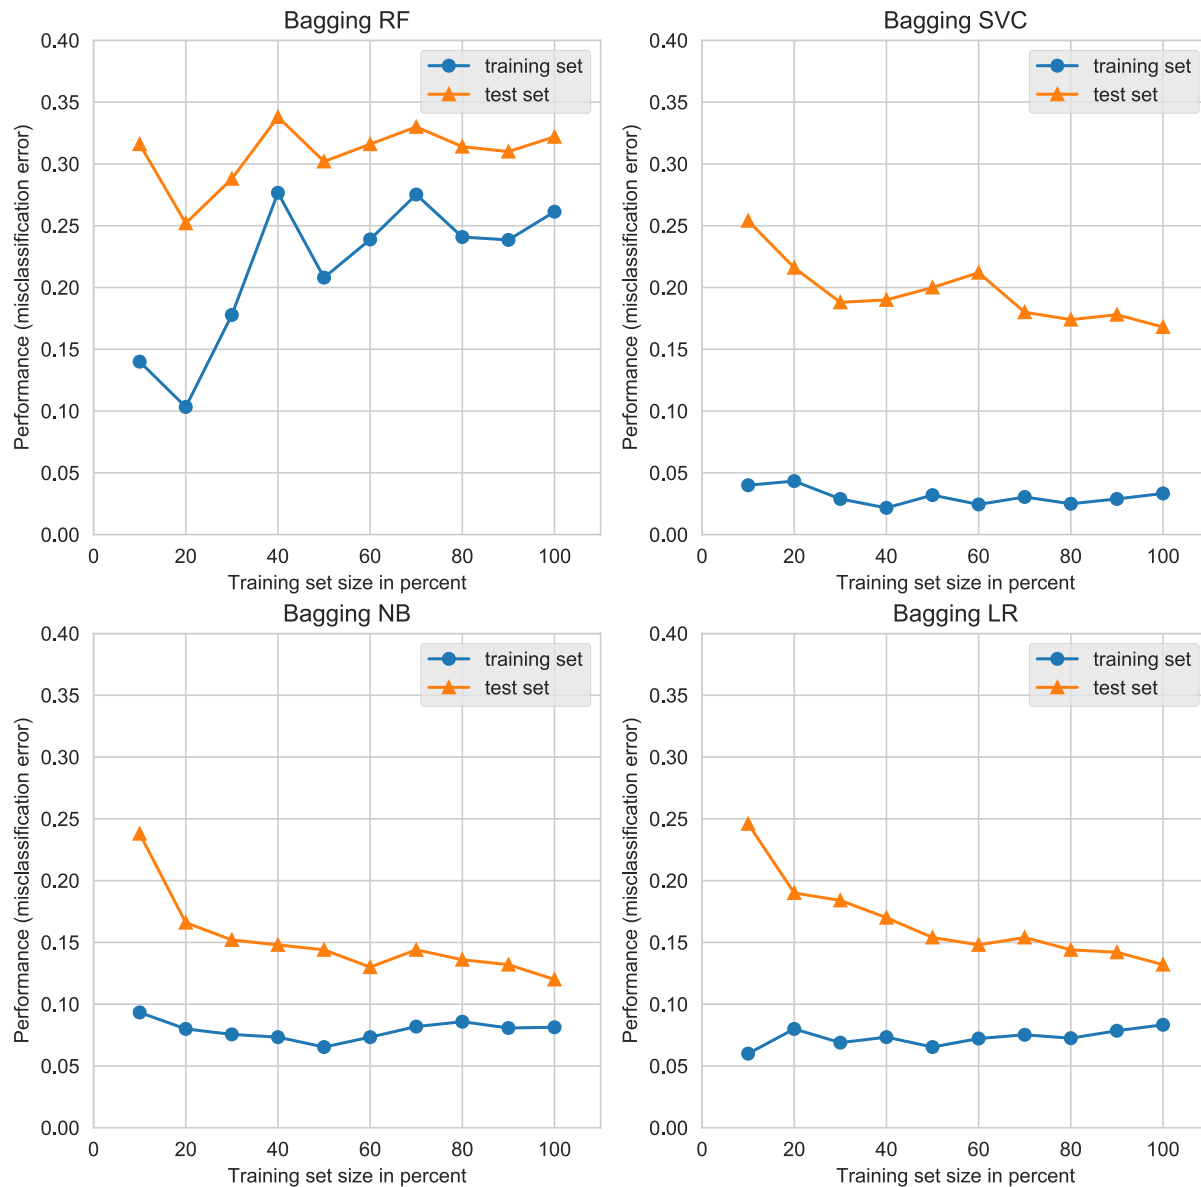 Bagging RF
Performance (misclassification error)
0.40
0.35
0.30
0.25
0.20
0.15
0.10
0.05
0.00
training set
test set
0 20 40 60 80 100
Training set size in percent
Bagging SVC
Performance (misclassification error)
0.40
0.35
0.30
0.25
0.20
0.15
0.10
0.05
0.00
training set
test set
0 20 40 60 80 100
Training set size in percent
Bagging NB
Performance (misclassification error)
0.40
0.35
0.30
0.25
0.20
0.15
0.10
0.05
0.00
training set
test set
0 20 40 60 80 100
Training set size in percent
Bagging LR
Performance (misclassification error)
0.40
0.35
0.30
0.25
0.20
0.15
0.10
0.05
0.00
training set
test set
0 20 40 60 80 100
Training set size in percent